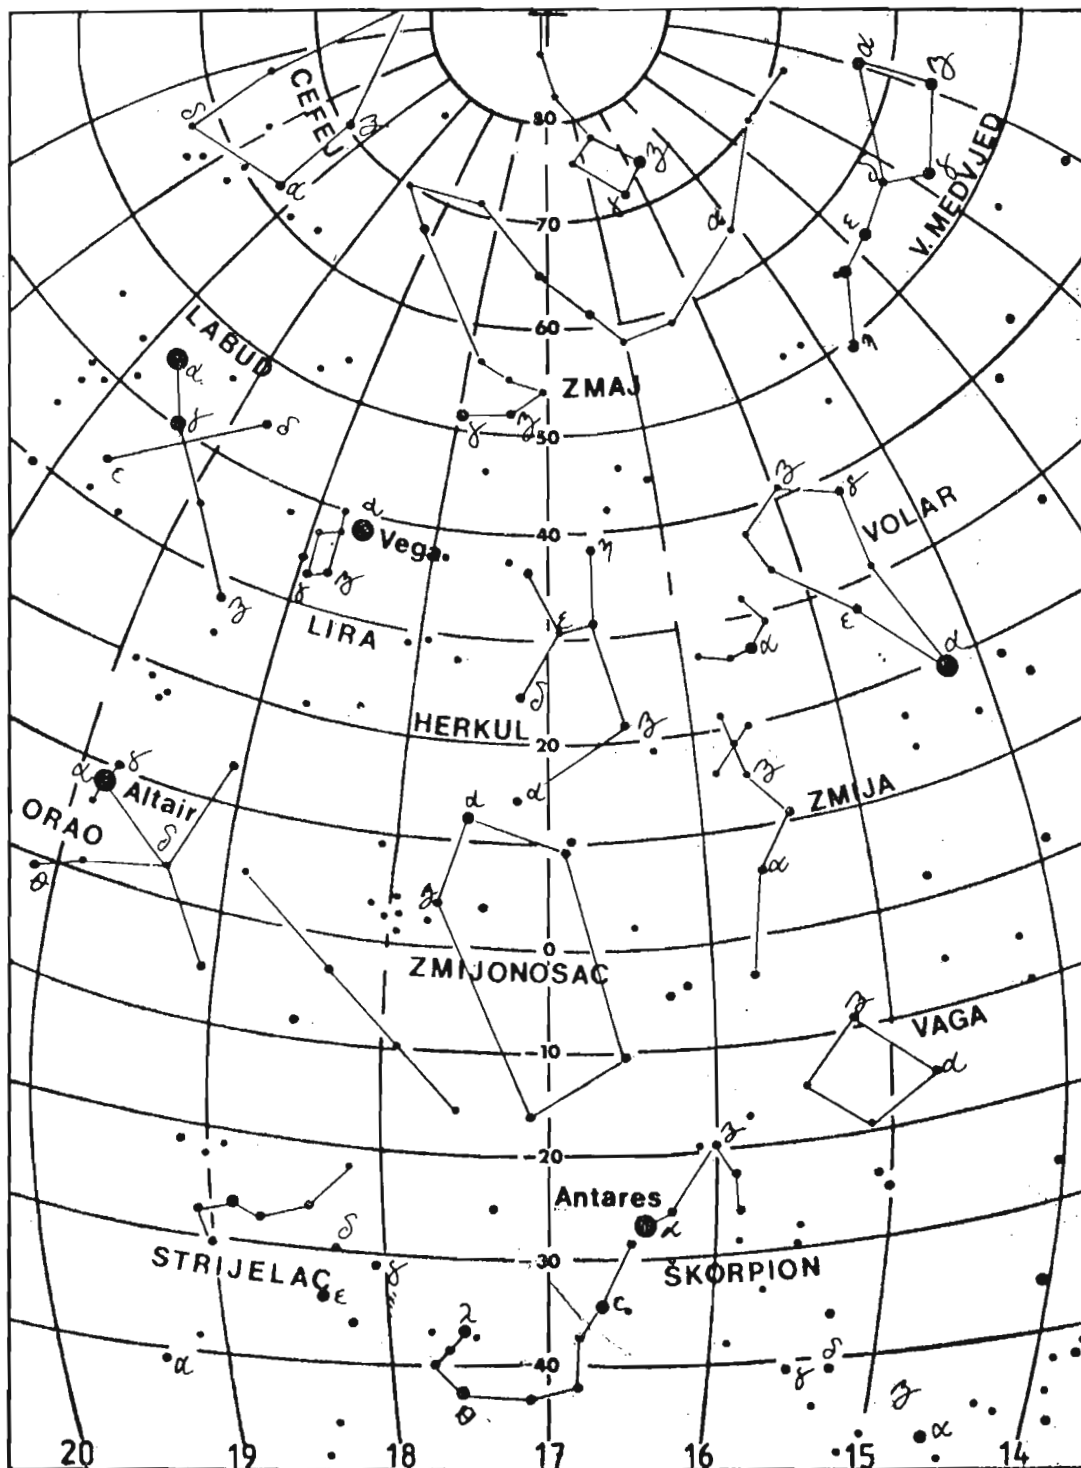 CEFEJ
δ
β
α
80
β
γ
α
β
δ
γ
ε
η
V. MEDVJED
70
α
60
LABUD
α
γ
δ
ε
β
ZMAJ
γ
β
50
40
α
Vega
γ
β
LIRA
η
ε
δ
β
α
HERKUL
20
β
γ
VOLAR
ε
α
α
β
ZMIJA
α
α
γ
Altair
ORAO
δ
θ
α
β
0
ZMIJONOSAC
-10
β
VAGA
α
-20
β
Antares
α
ŠKORPION
-30
ε
δ
γ
STRIJELAC
ε
α
λ
-40
θ
γ
δ
β
α
20
19
18
17
16
15
14